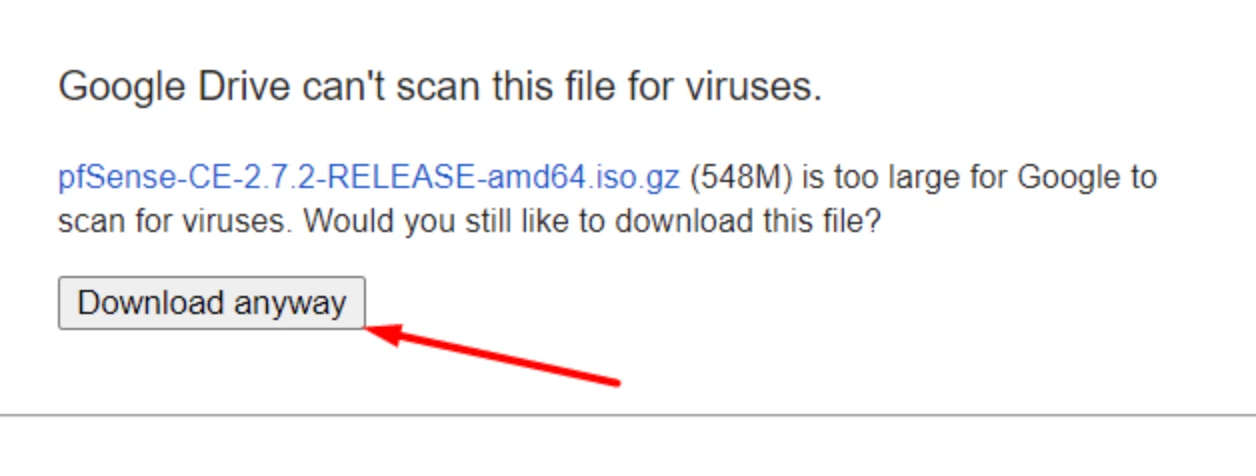 Google Drive can't scan this file for viruses.
pfSense-CE-2.7.2-RELEASE-amd64.iso.gz (548M) is too large for Google to
scan for viruses. Would you still like to download this file?
Download anyway